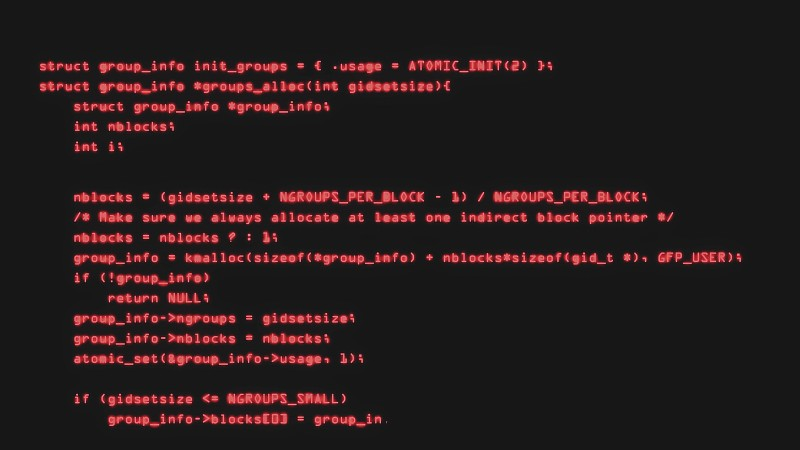 struct group_info init_groups = { .usage = ATOMIC_INIT(2) };
struct group_info *groups_alloc(int gidsetsize){
struct group_info *group_info;
int nblocks;
int i;
nblocks = (gidsetsize + NGROUPS_PER_BLOCK - 1) / NGROUPS_PER_BLOCK;
/* Make sure we always allocate at least one indirect block pointer */
nblocks = nblocks ? : 1;
group_info = kmalloc(sizeof(*group_info) + nblocks*sizeof(gid_t *), GFP_USER);
if (!group_info)
return NULL;
group_info->ngroups = gidsetsize;
group_info->nblocks = nblocks;
atomic_set(&group_info->usage, 1);
if (gidsetsize <= NGROUPS_SMALL)
group_info->blocks[0] = group_in